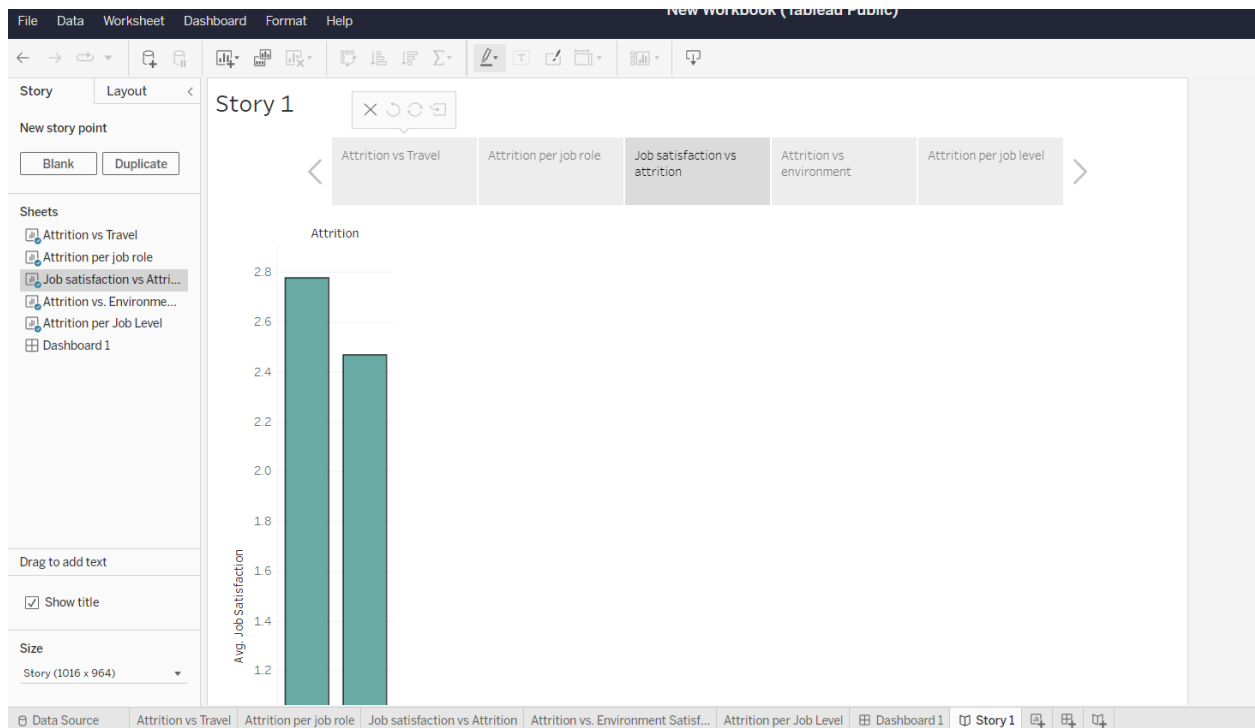 New Workbook (Tableau Public)
File Data Worksheet Dashboard Format Help
Story Layout
New story point
Blank Duplicate
Sheets
Attrition vs Travel
Attrition per job role
Job satisfaction vs Attri...
Attrition vs. Environme...
Attrition per Job Level
Dashboard 1
Drag to add text
Show title
Size
Story (1016 x 964)
Story 1
Attrition vs Travel
Attrition per job role
Job satisfaction vs
attrition
Attrition vs
environment
Attrition per job level
Attrition
2.8
2.6
2.4
2.2
2.0
1.8
1.6
1.4
1.2
Avg. Job Satisfaction
Data Source Attrition vs Travel Attrition per job role Job satisfaction vs Attrition Attrition vs. Environment Satisf... Attrition per Job Level Dashboard 1 Story 1